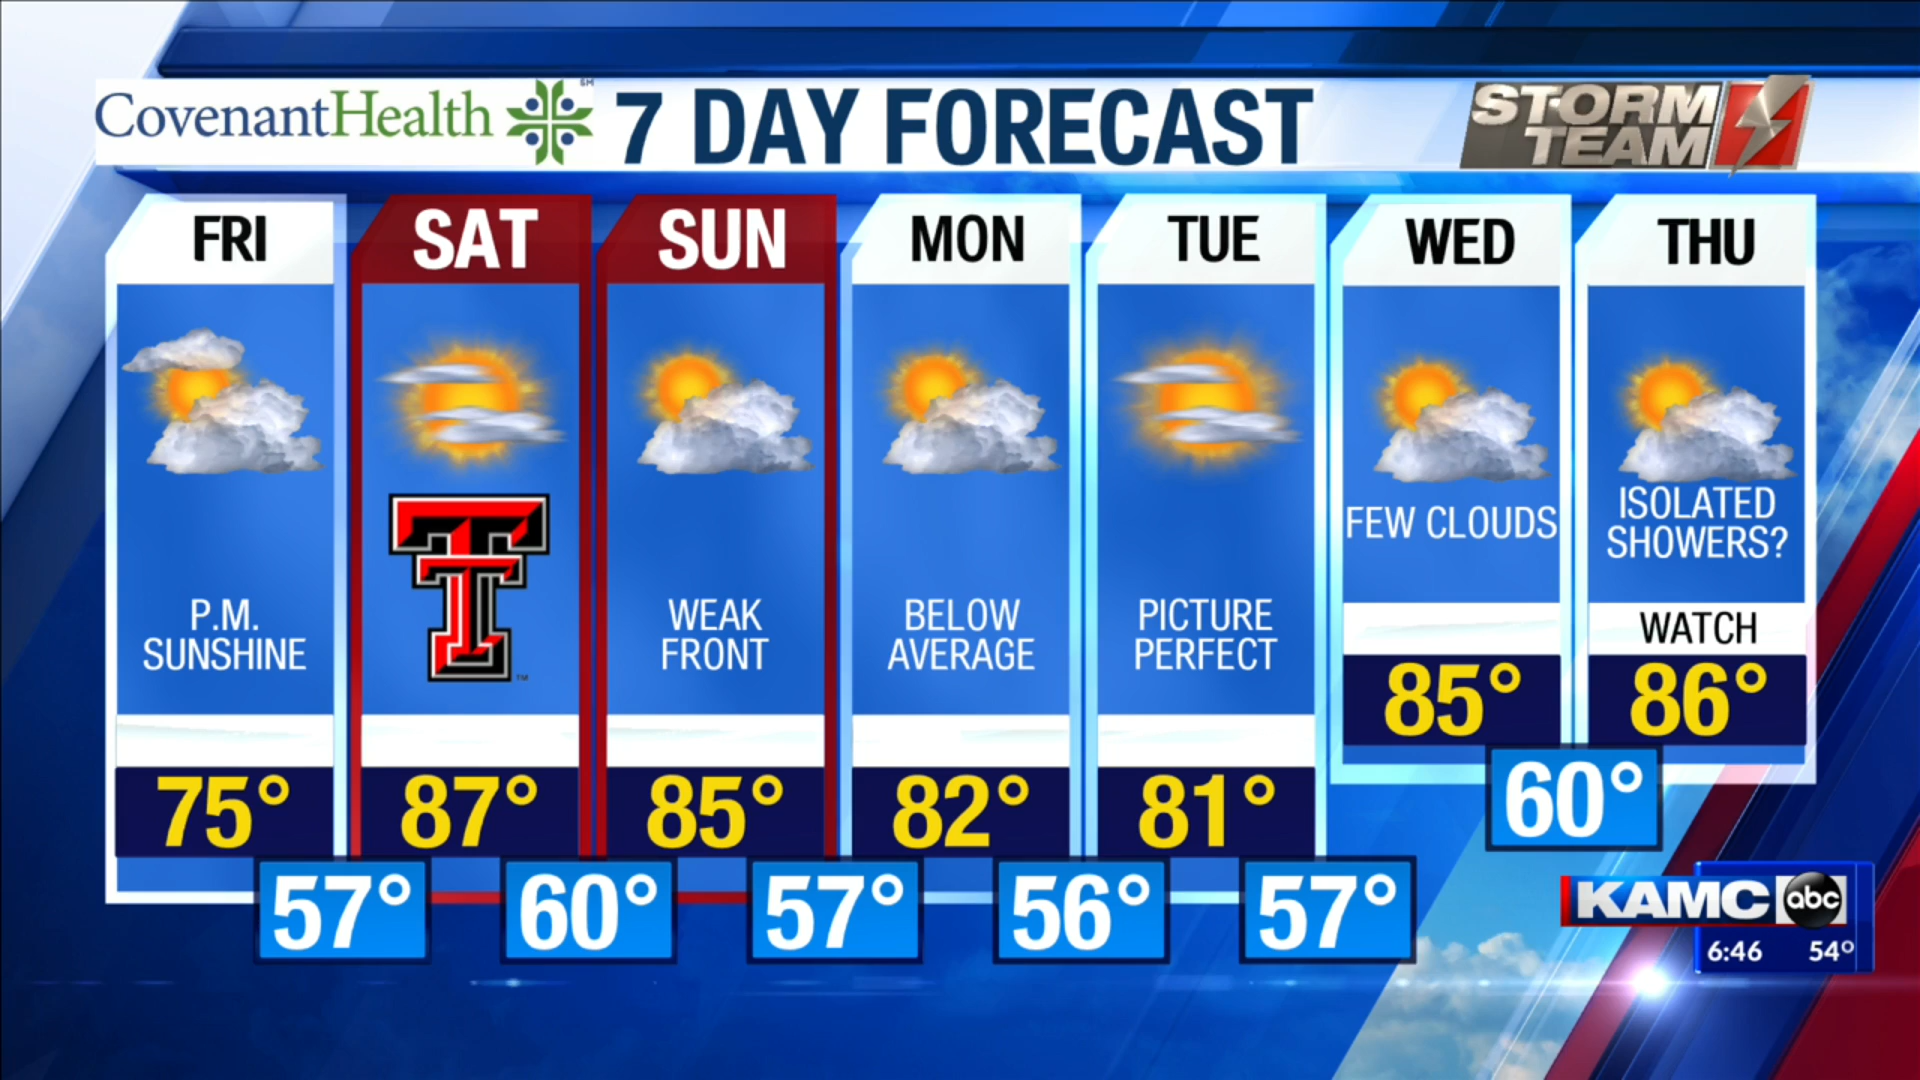 CovenantHealth SM
7 DAY FORECAST
STORM
TEAM
FRI
P.M.
SUNSHINE
75°
57°
SAT
TM
87°
60°
SUN
WEAK
FRONT
85°
57°
MON
BELOW
AVERAGE
82°
56°
TUE
PICTURE
PERFECT
81°
57°
WED
FEW CLOUDS
85°
60°
THU
ISOLATED
SHOWERS?
WATCH
86°
KAMC abc
6:46 54°